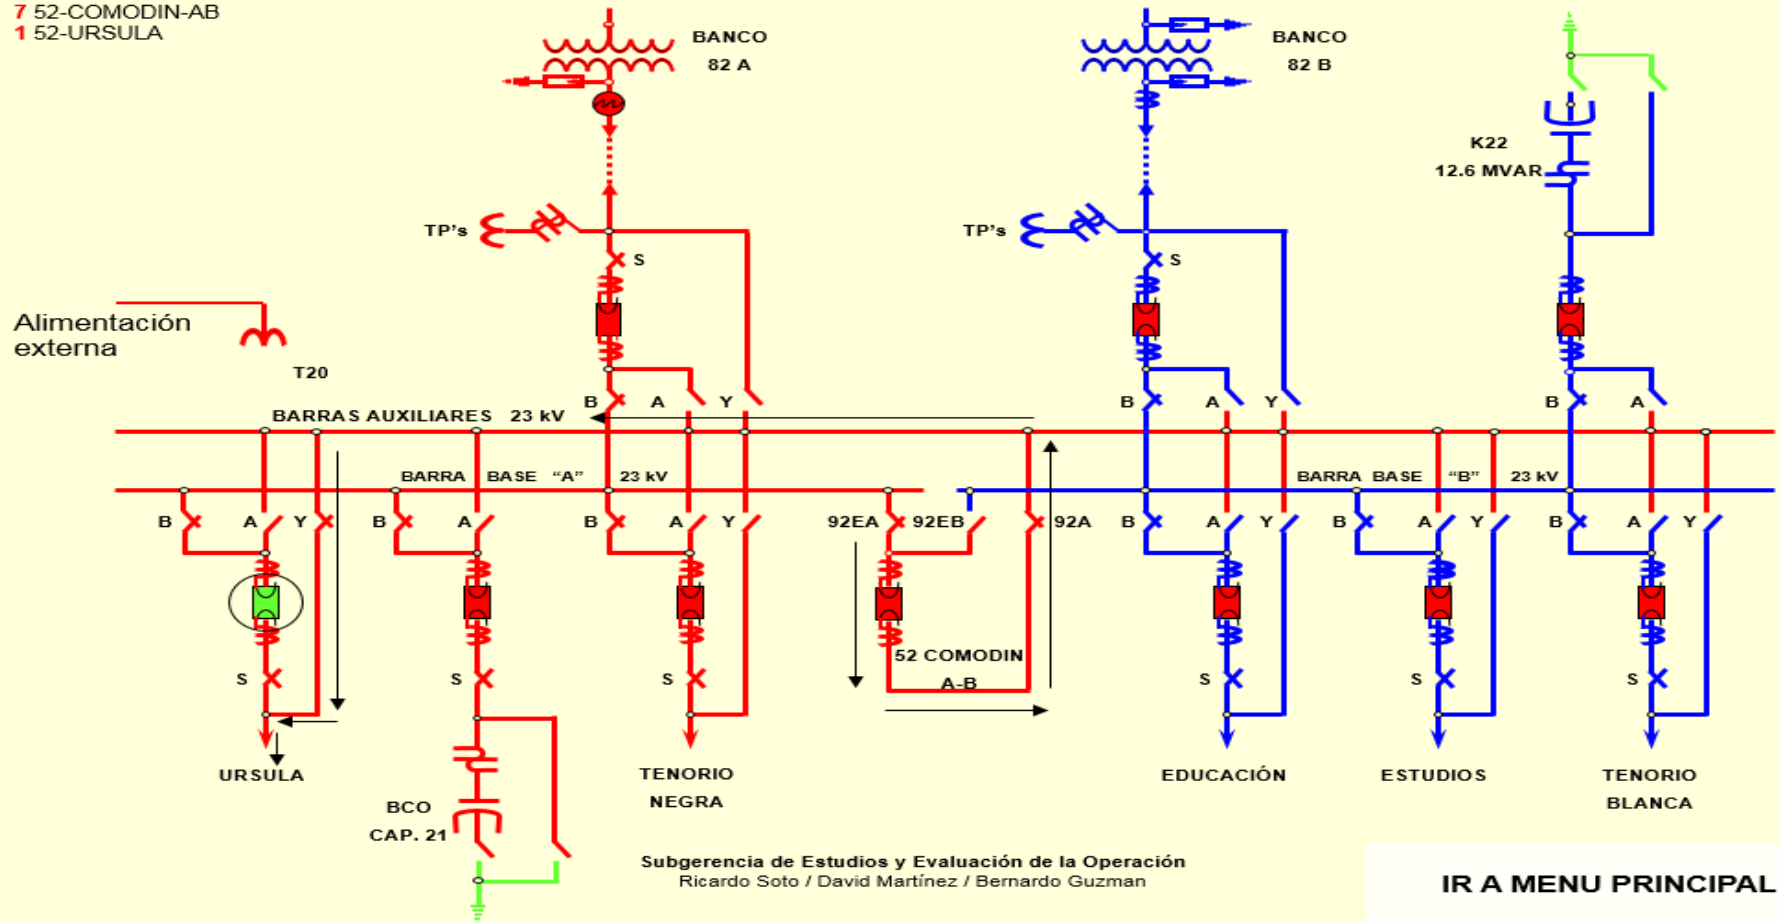 7 52-COMODIN-AB
1 52-URSULA
BANCO
82 A
BANCO
82 B
K22
12.6 MVAR
TP's
S
TP's
S
Alimentación
externa
T20
B A Y
B A Y
B A
BARRAS AUXILIARES 23 kV
BARRA BASE “A” 23 kV
BARRA BASE “B” 23 kV
B A Y
B A
B A Y
92EA 92EB 92A
B A Y
B A Y
B A Y
52 COMODIN
A-B
S
S
S
S
S
S
URSULA
BCO
CAP. 21
TENORIO
NEGRA
EDUCACIÓN
ESTUDIOS
TENORIO
BLANCA
Subgerencia de Estudios y Evaluación de la Operación
Ricardo Soto / David Martínez / Bernardo Guzman
IR A MENU PRINCIPAL